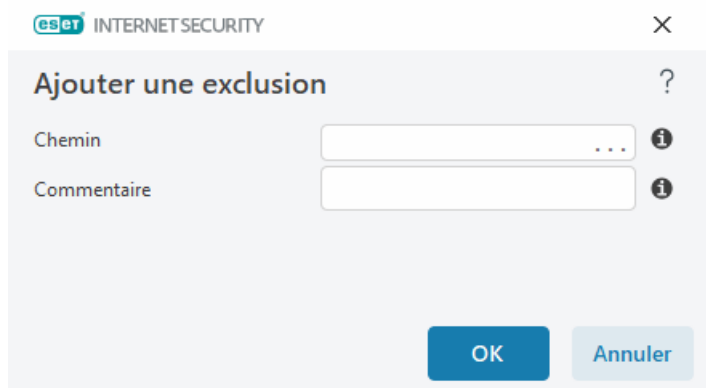 eset INTERNET SECURITY
Ajouter une exclusion
?
Chemin
...
Commentaire
OK
Annuler